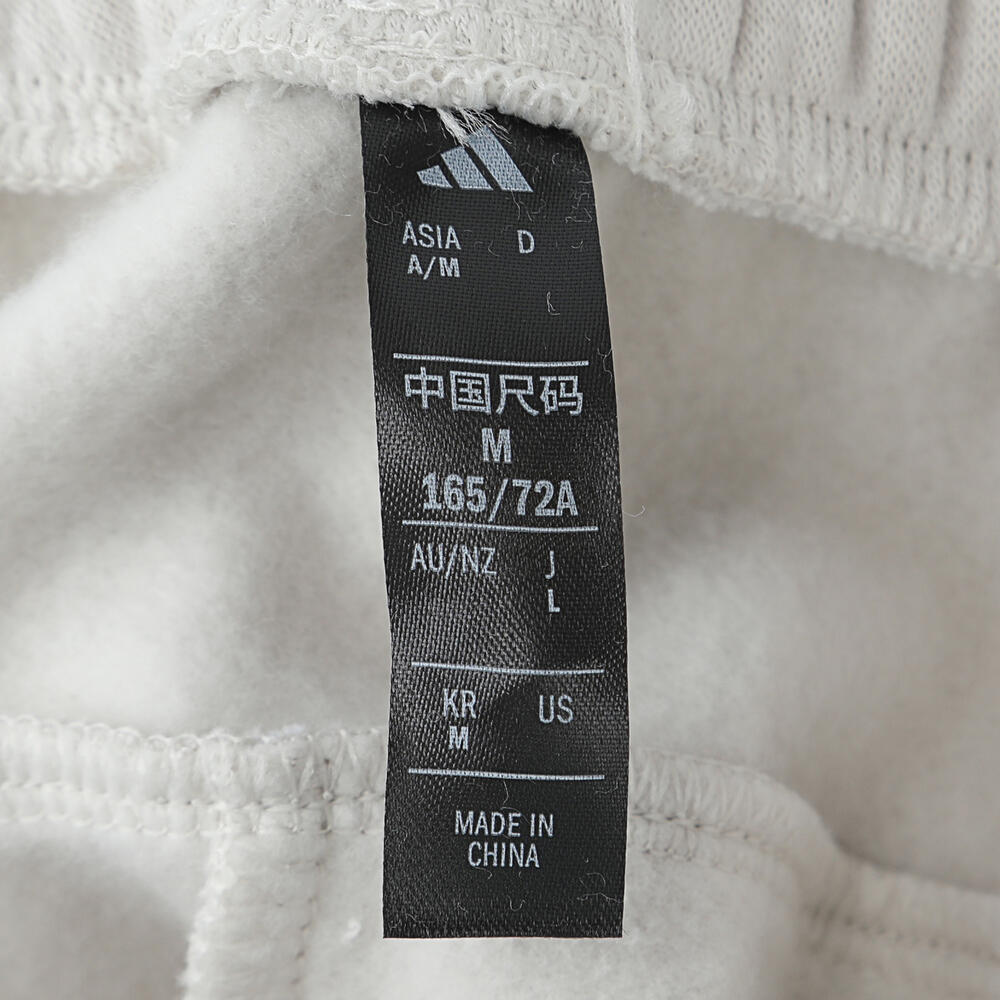 ASIA D
A/M
中国尺码
M
165/72A
AU/NZ J
L
KR US
M
MADE IN
CHINA